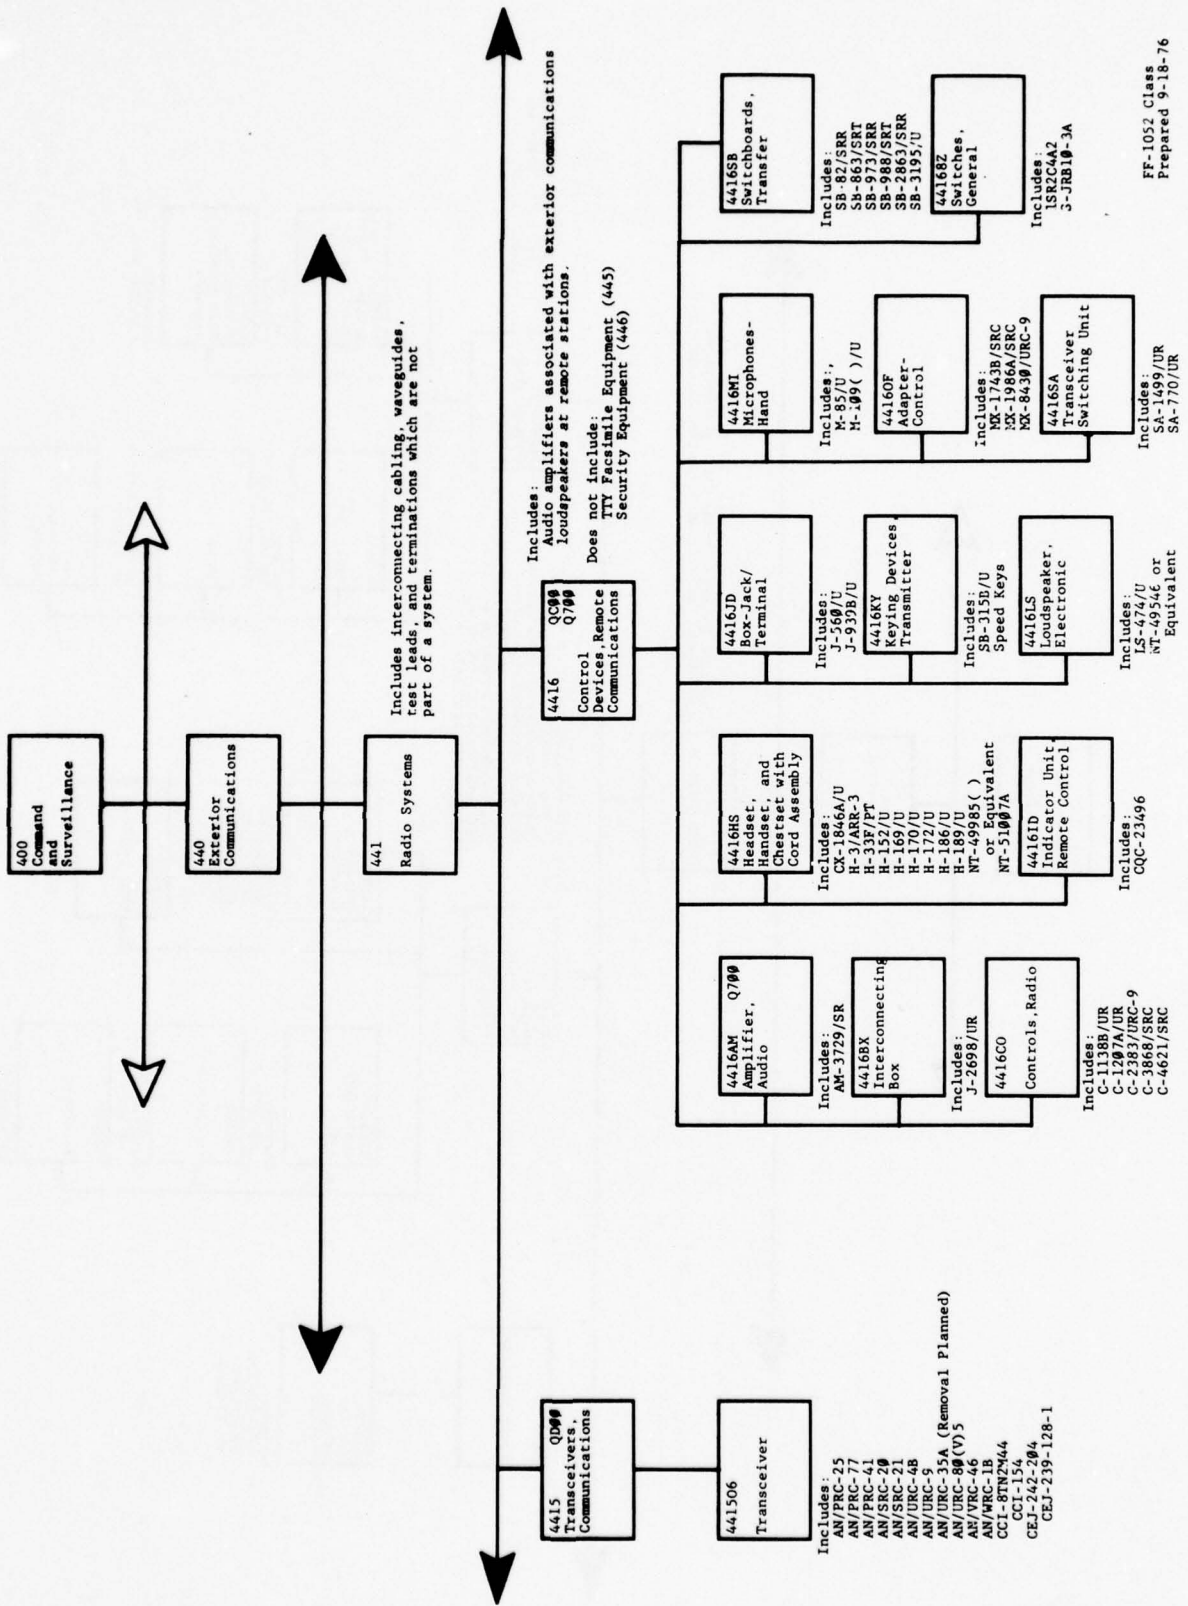 400
Command
and
Surveillance
440
Exterior
Communications
441
Radio Systems
Includes interconnecting cabling, waveguides,
test leads, and terminations which are not
part of a system.
4415 QD00
Transceivers,
Communications
441506
Transceiver
Includes:
AN/PRC-25
AN/PRC-77
AN/PRC-41
AN/SRC-20
AN/SRC-21
AN/URC-4B
AN/URC-9
AN/URC-35A (Removal Planned)
AN/URC-80(V)5
AN/VRC-46
AN/WRC-1B
CCI-154
CEJ-242-204
CEJ-239-128-1
4416 QC00
Q700
Control
Devices,Remote
Communications
Includes:
Audio amplifiers associated with exterior communications
loudspeakers at remote stations.
Does not include:
TTY Facsimile Equipment (445)
Security Equipment (446)
4416AM Q700
Amplifier,
Audio
Includes:
AM-3729/SR
4416BX
Interconnecting
Box
Includes:
J-2698/UR
4416CO
Controls,Radio
Includes:
C-1138B/UR
C-1207A/UR
C-2383/URC-9
C-3868/SRC
C-4621/SRC
4416HS
Headset,
Handset, and
Chestset with
Cord Assembly
Includes:
CX-1846A/U
H-3/ARR-3
H-33F/PT
H-152/U
H-169/U
H-170/U
H-172/U
H-186/U
H-189/U
NT-49985( )
or Equivalent
NT-51007A
4416ID
Indicator Unit,
Remote Control
Includes:
CQC-23496
4416JD
Box-Jack/
Terminal
Includes:
J-560/U
J-939B/U
4416KY
Keying Devices,
Transmitter
Includes:
SB-315B/U
Speed Keys
4416LS
Loudspeaker,
Electronic
Includes:
LS-474/U
NT-49546 or
Equivalent
4416MI
Microphones-
Hand
Includes:,
M-85/U
M-109( )/U
4416OF
Adapter-
Control
Includes:
MX-1743B/SRC
MX-1986A/SRC
MX-8430/URC-9
4416SA
Transceiver
Switching Unit
Includes:
SA-1499/UR
SA-770/UR
4416SB
Switchboards,
Transfer
Includes:
SB-82/SRR
SB-863/SRT
SB-973/SRR
SB-988/SRT
SB-2863/SRR
SB-3195/U
44168Z
Switches,
General
Includes:
1SR2C4A2
3-JRB10-3A
FF-1052 Class
Prepared 9-18-76